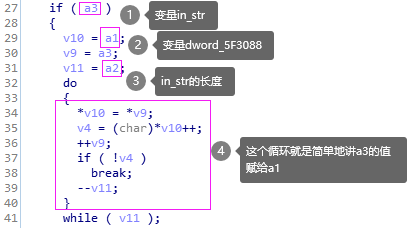 27 if ( a3 )
28 {
29 v10 = a1;
30 v9 = a3;
31 v11 = a2;
32 do
33 {
34 *v10 = *v9;
35 v4 = (char)*v10++;
36 ++v9;
37 if ( !v4 )
38 break;
39 --v11;
40 }
41 while ( v11 );
1 变量in_str
2 变量dword_5F3088
3 in_str的长度
4 这个循环就是简单地讲a3的值
赋给a1